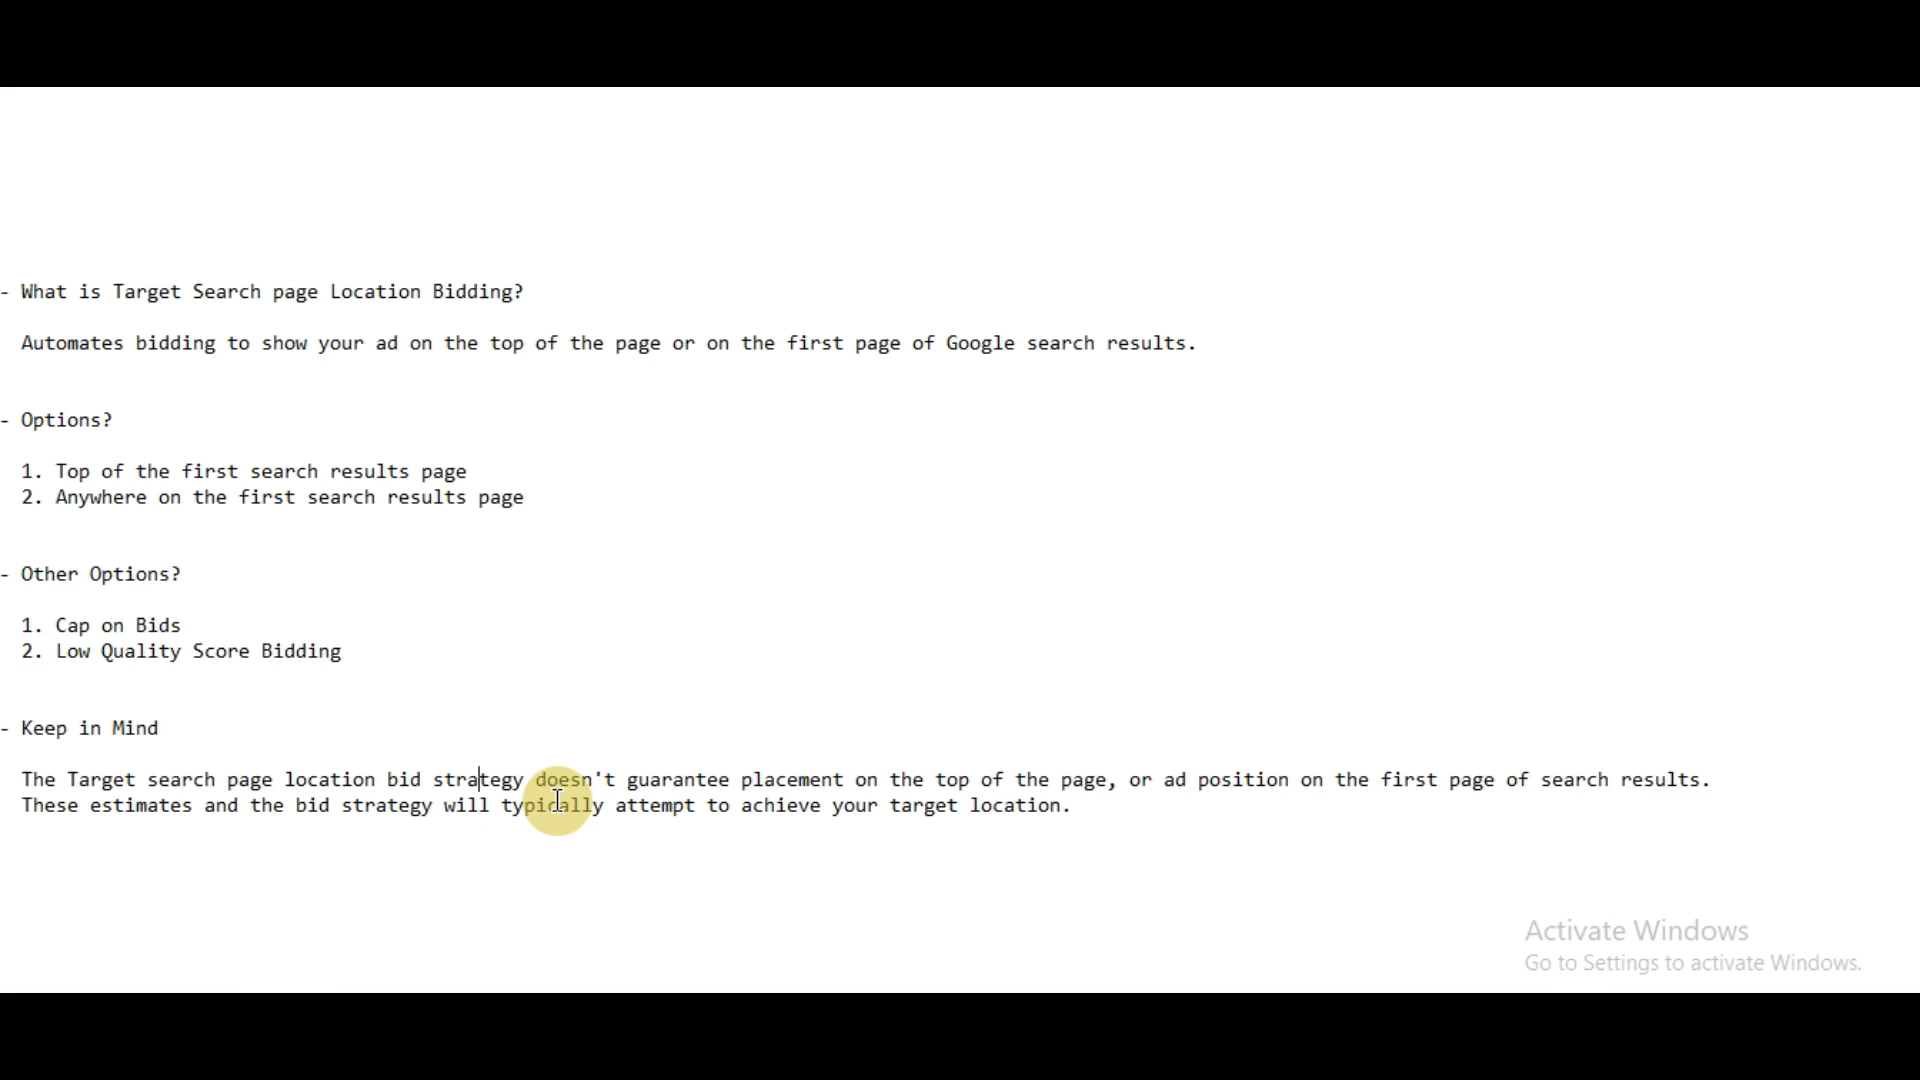 - What is Target Search page Location Bidding?
Automates bidding to show your ad on the top of the page or on the first page of Google search results.
- Options?
1. Top of the first search results page
2. Anywhere on the first search results page
- Other Options?
1. Cap on Bids
2. Low Quality Score Bidding
- Keep in Mind
The Target search page location bid strategy doesn't guarantee placement on the top of the page, or ad position on the first page of search results.
These estimates and the bid strategy will typically attempt to achieve your target location.
Activate Windows
Go to Settings to activate Windows.